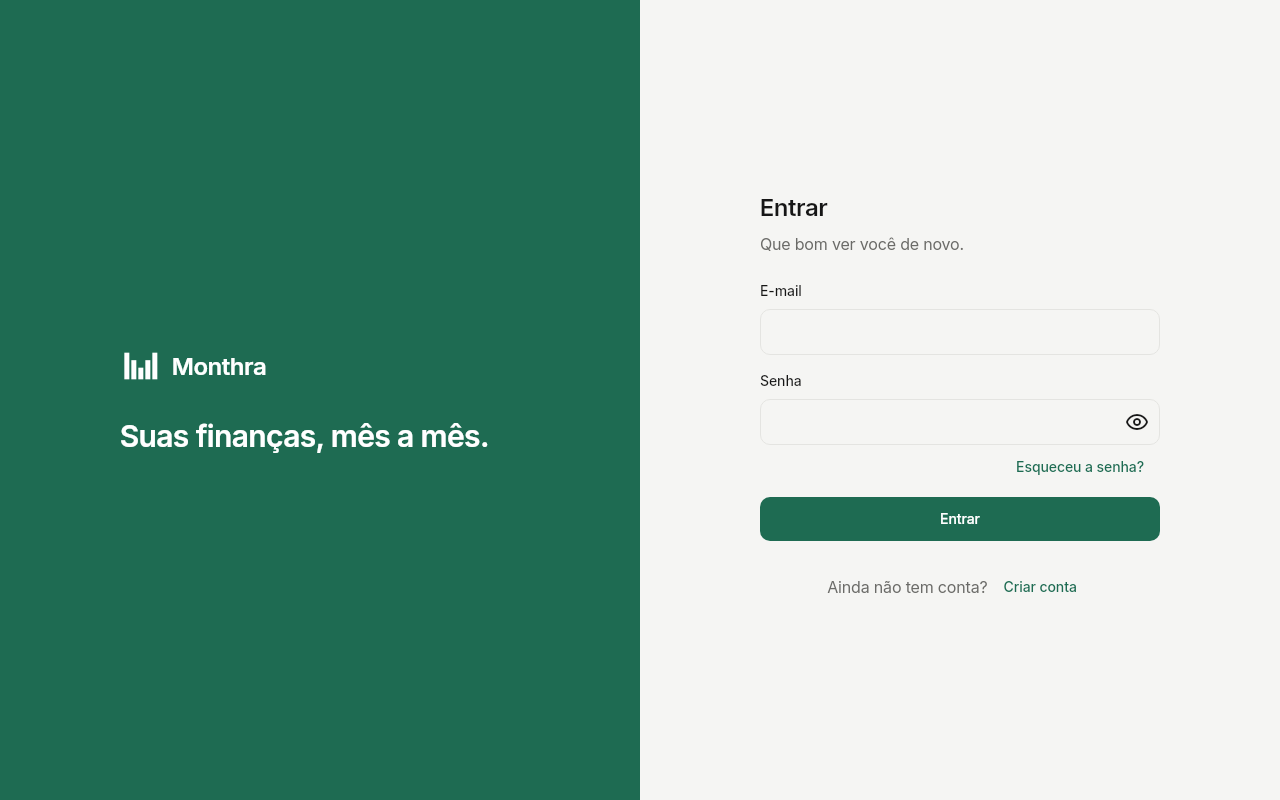 Monthra
Suas finanças, mês a mês.
Entrar
Que bom ver você de novo.
E-mail
Senha
Esqueceu a senha?
Entrar
Ainda não tem conta? Criar conta